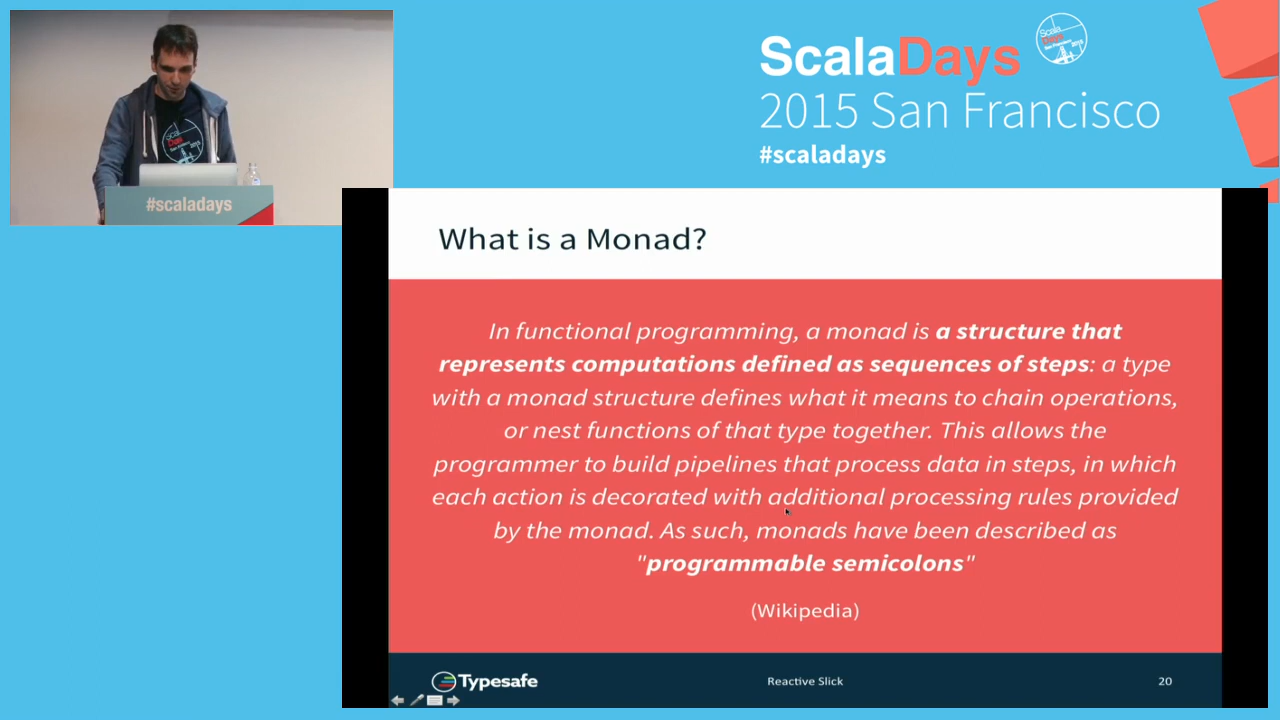 ScalaDays
2015 San Francisco
#scaladays
#scaladays
What is a Monad?
In functional programming, a monad is a structure that
represents computations defined as sequences of steps: a type
with a monad structure defines what it means to chain operations,
or nest functions of that type together. This allows the
programmer to build pipelines that process data in steps, in which
each action is decorated with additional processing rules provided
by the monad. As such, monads have been described as
"programmable semicolons"
(Wikipedia)
Typesafe
Reactive Slick
20